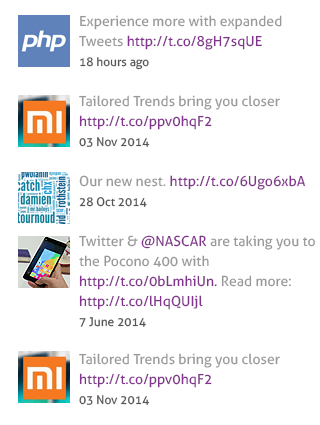 php
Experience more with expanded
Tweets http://t.co/8gH7sqUE
18 hours ago
mi
Tailored Trends bring you closer
http://t.co/ppv0hqF2
03 Nov 2014
catch
damien
tournoud
rothstein
Our new nest. http://t.co/6Ugo6xbA
28 Oct 2014
Twitter & @NASCAR are taking you to
the Pocono 400 with
http://t.co/0bLmhiUn. Read more:
http://t.co/lHqQUIjl
7 June 2014
mi
Tailored Trends bring you closer
http://t.co/ppv0hqF2
03 Nov 2014